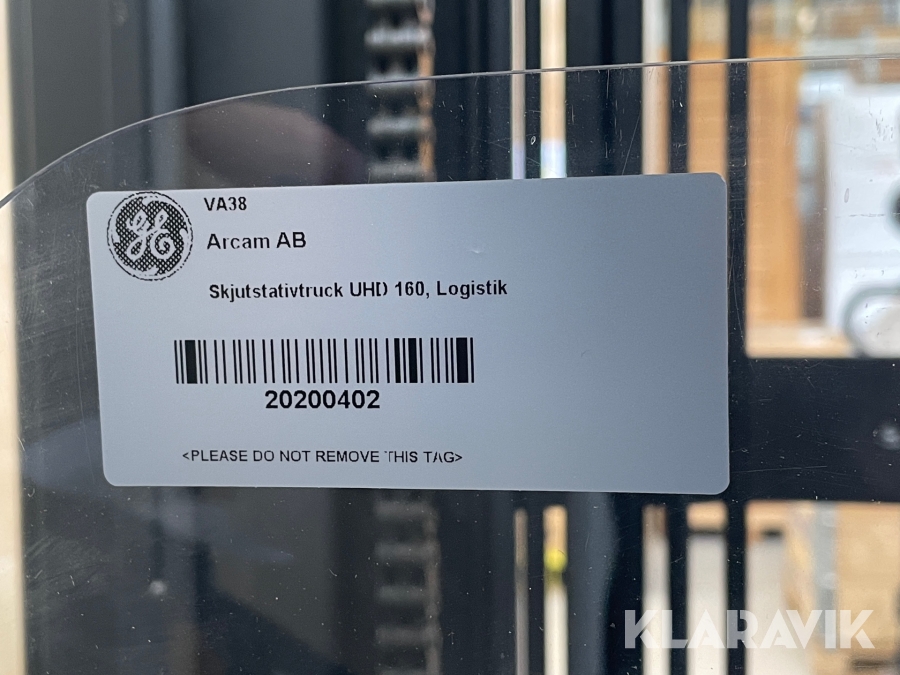 VA38
Arcam AB
Skjutstativtruck UHD 160, Logistik
20200402
<PLEASE DO NOT REMOVE THIS TAG>
KLARAVIK